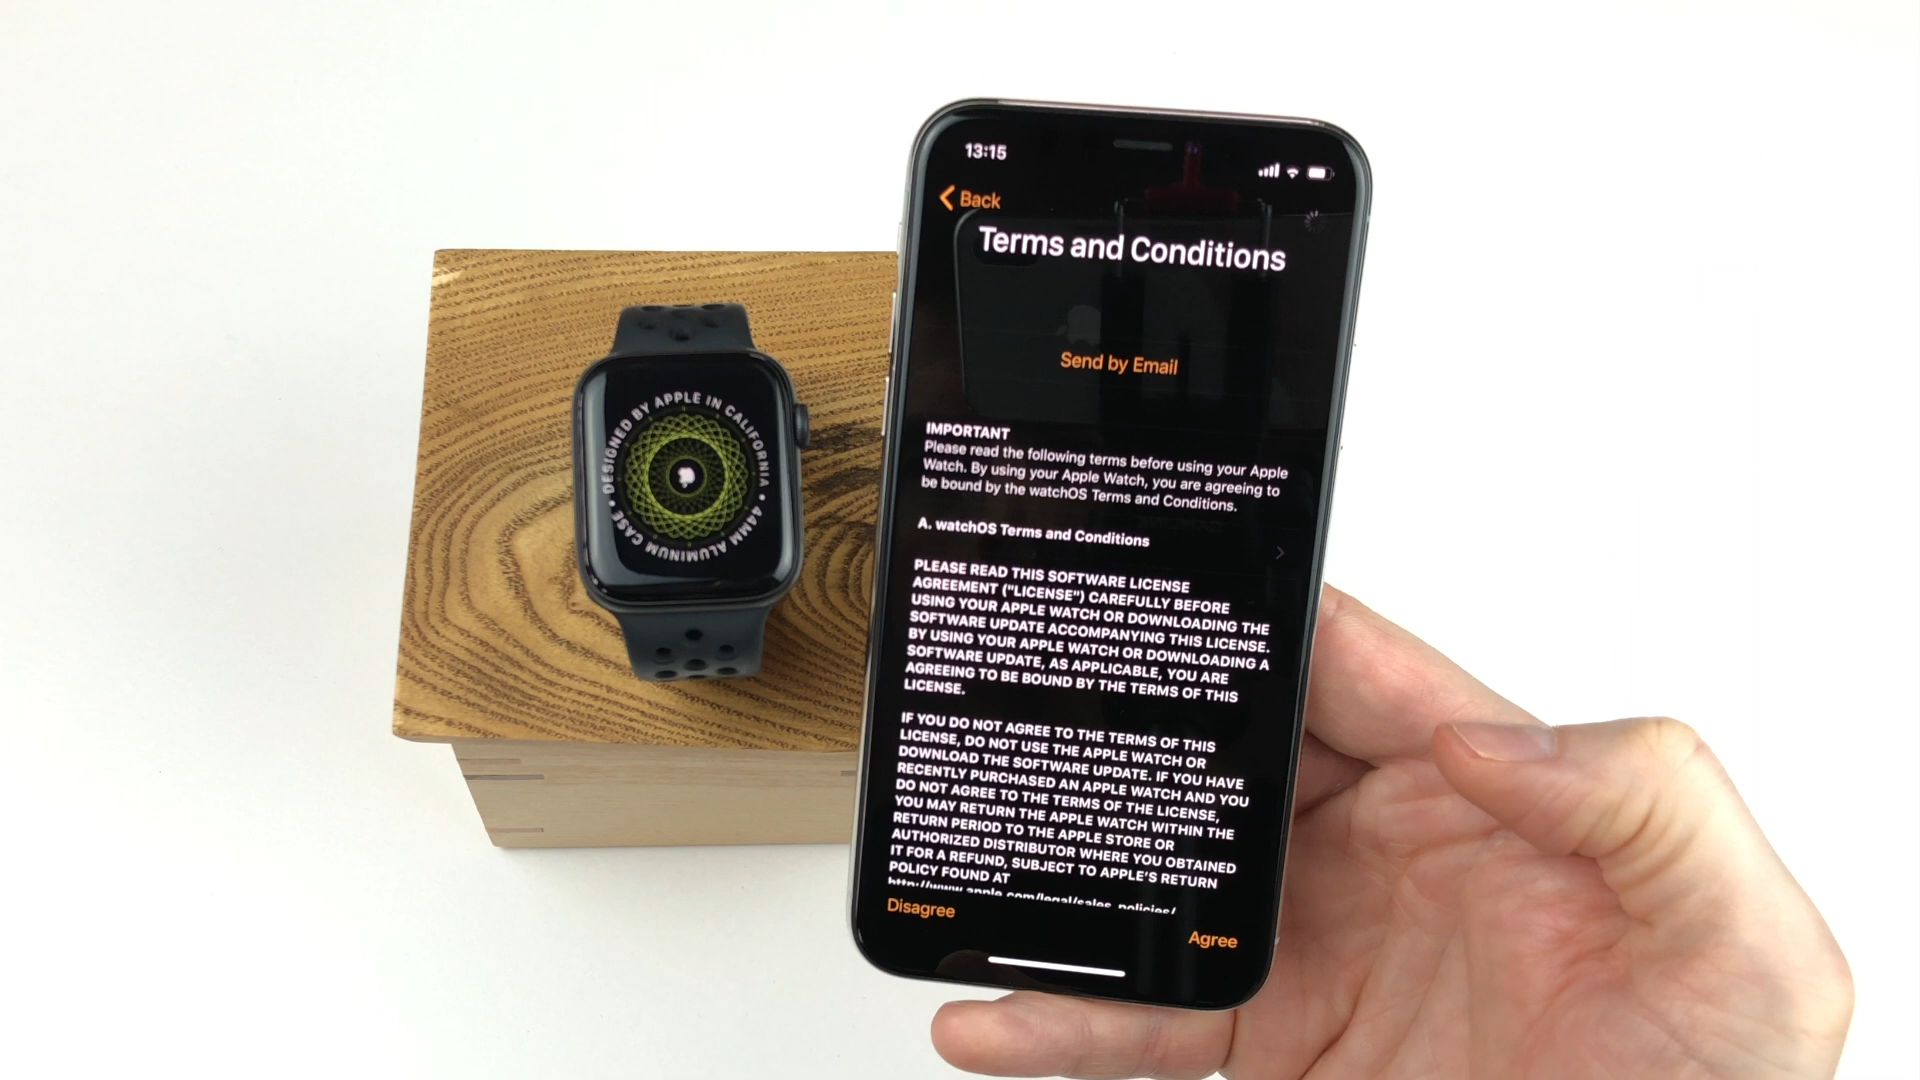 DESIGNED BY APPLE IN CALIFORNIA • 44MM ALUMINUM CASE •
13:15
Back
Terms and Conditions
Send by Email
IMPORTANT
Please read the following terms before using your Apple
Watch. By using your Apple Watch, you are agreeing to
be bound by the watchOS Terms and Conditions.
A. watchOS Terms and Conditions
PLEASE READ THIS SOFTWARE LICENSE
AGREEMENT ("LICENSE") CAREFULLY BEFORE
USING YOUR APPLE WATCH OR DOWNLOADING THE
SOFTWARE UPDATE ACCOMPANYING THIS LICENSE.
BY USING YOUR APPLE WATCH OR DOWNLOADING A
SOFTWARE UPDATE, AS APPLICABLE, YOU ARE
AGREEING TO BE BOUND BY THE TERMS OF THIS
LICENSE.
IF YOU DO NOT AGREE TO THE TERMS OF THIS
LICENSE, DO NOT USE THE APPLE WATCH OR
DOWNLOAD THE SOFTWARE UPDATE. IF YOU HAVE
RECENTLY PURCHASED AN APPLE WATCH AND YOU
DO NOT AGREE TO THE TERMS OF THE LICENSE,
YOU MAY RETURN THE APPLE WATCH WITHIN THE
RETURN PERIOD TO THE APPLE STORE OR
AUTHORIZED DISTRIBUTOR WHERE YOU OBTAINED
IT FOR A REFUND, SUBJECT TO APPLE'S RETURN
POLICY FOUND AT
http://www.apple.com/legal/sales_policies/
Disagree
Agree